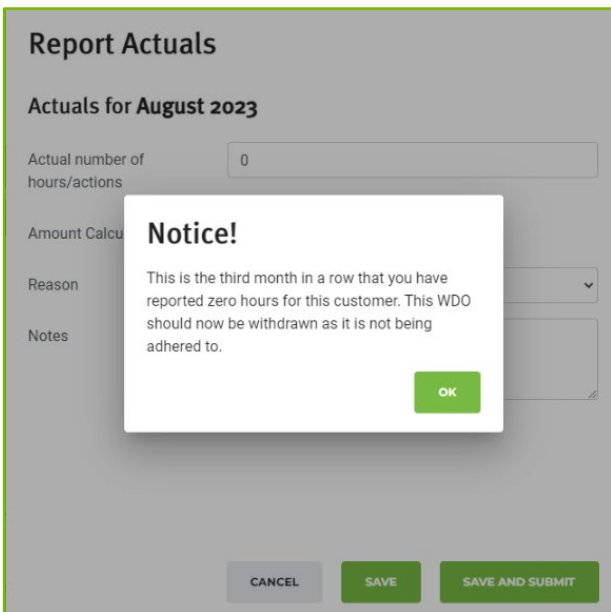 Report Actuals
Actuals for August 2023
Actual number of
hours/actions
0
Amount Calcu
Notice!
This is the third month in a row that you have
reported zero hours for this customer. This WDO
should now be withdrawn as it is not being
adhered to.
OK
Reason
Notes
CANCEL
SAVE
SAVE AND SUBMIT